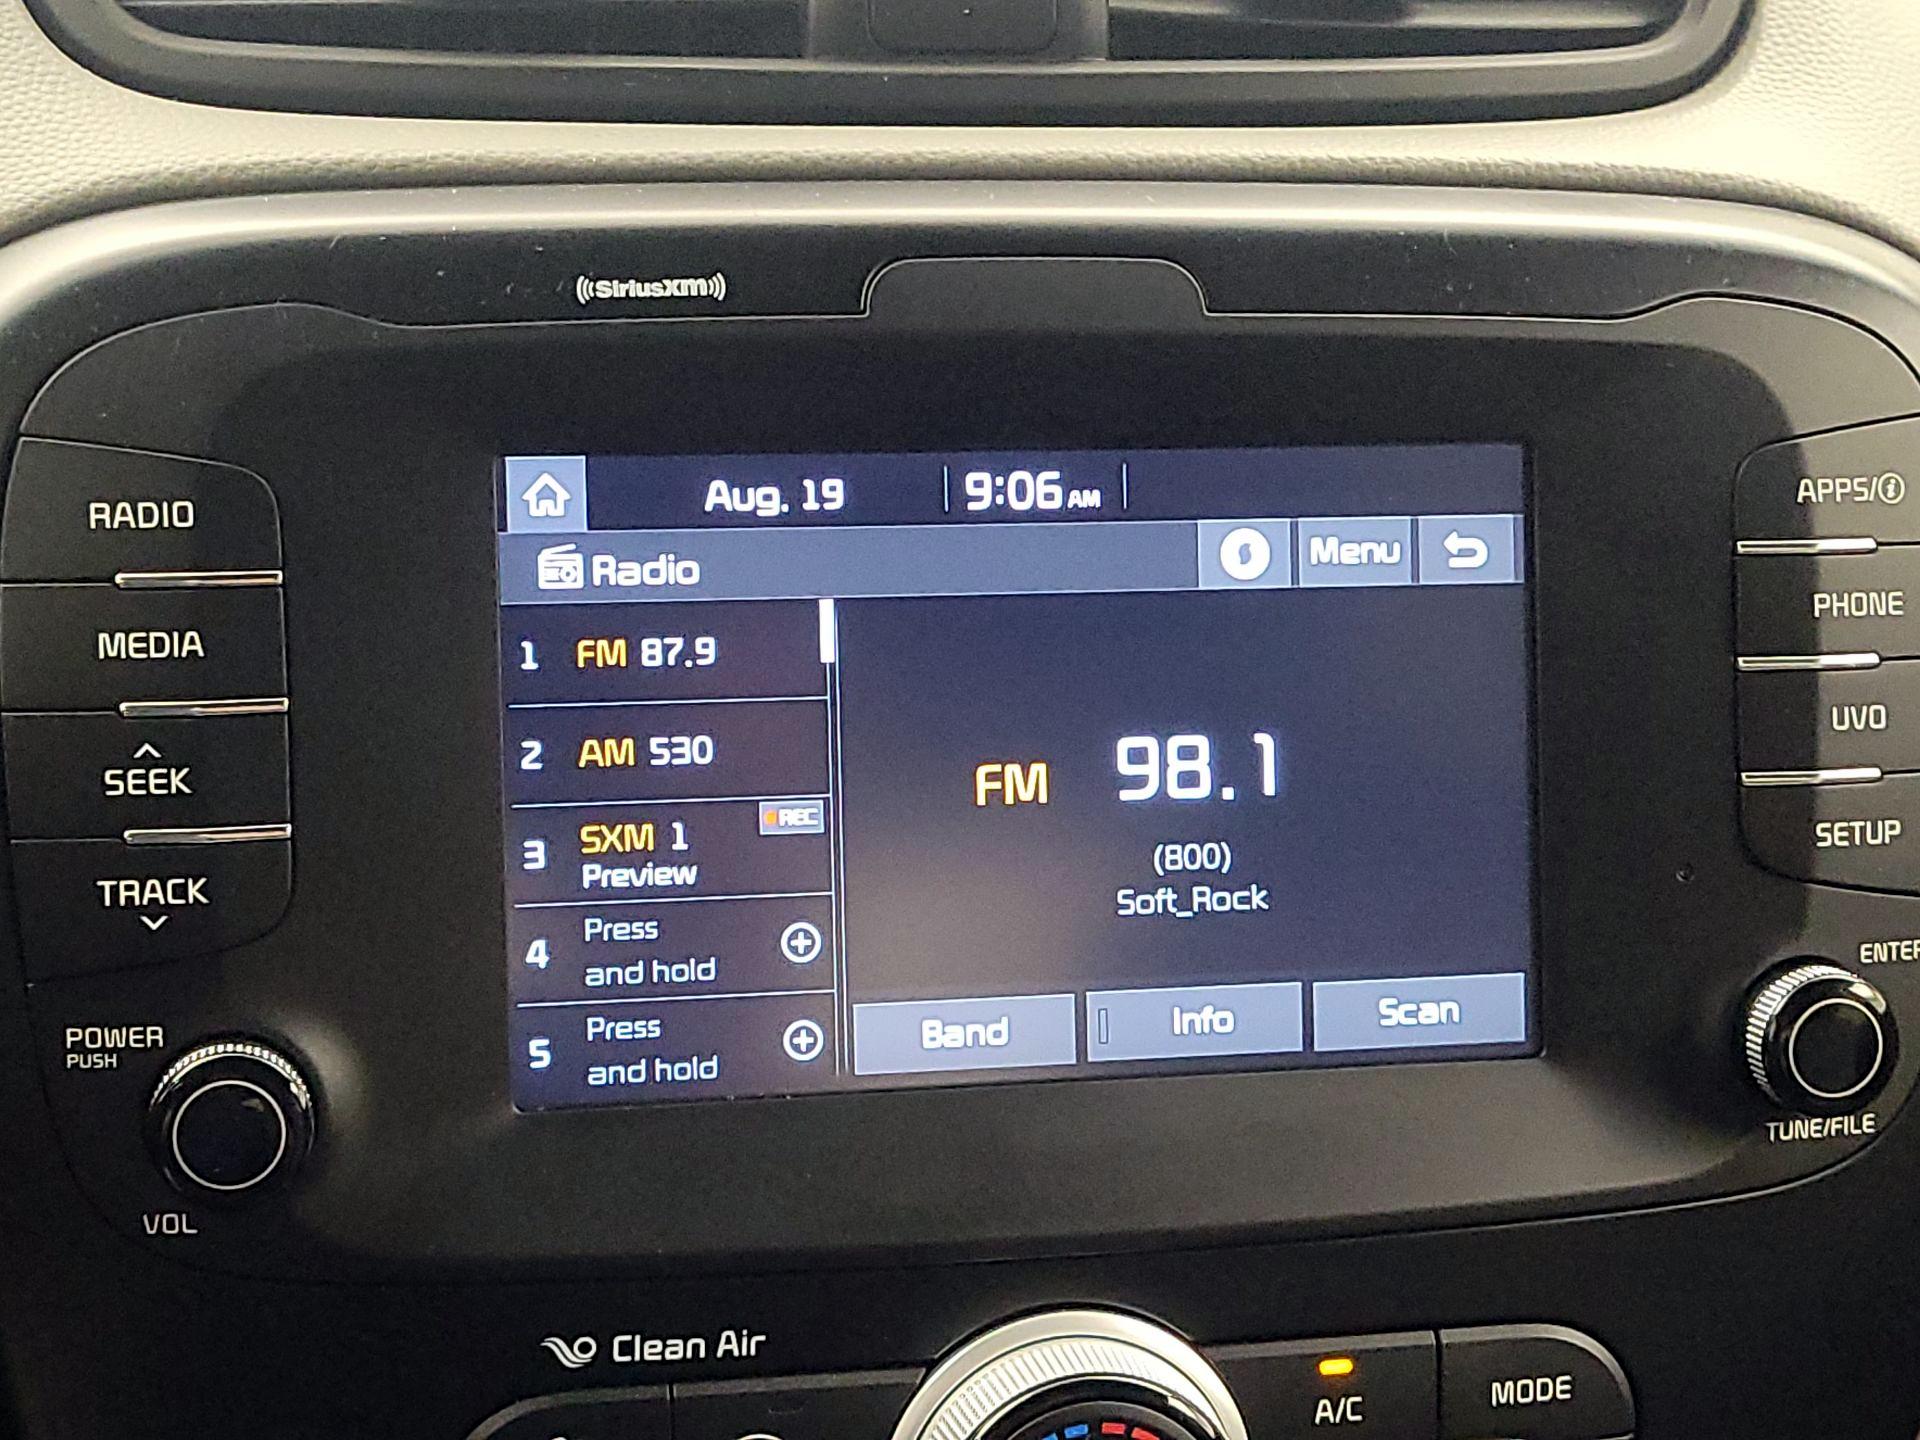 SiriusXM
RADIO
MEDIA
SEEK
TRACK
POWER
PUSH
VOL
Aug. 19 9:06 AM
Radio Menu
1 FM 87.9
2 AM 530
3 SXM 1 REC
Preview
4 Press
and hold
5 Press
and hold
FM 98.1
(800)
Soft_Rock
Band Info Scan
APPS/i
PHONE
UVO
SETUP
ENTER
TUNE/FILE
Clean Air
A/C
MODE